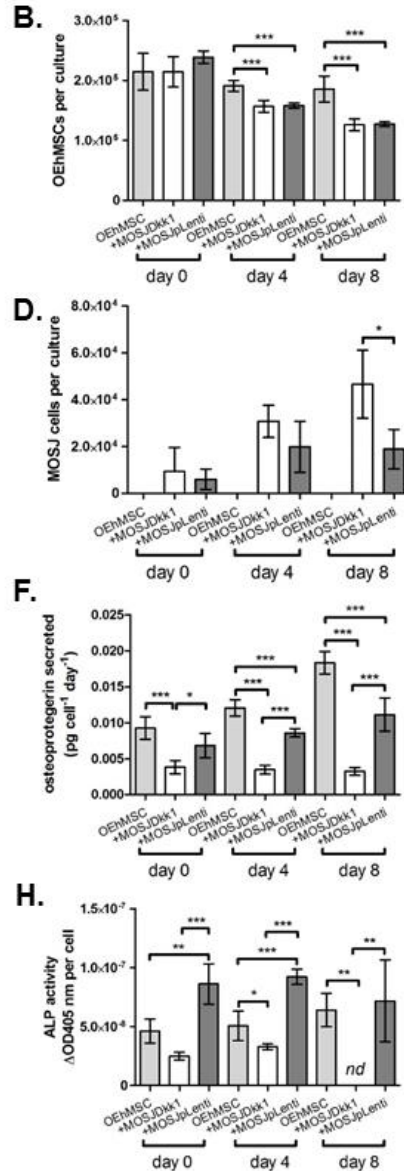 B.
OEhMSCs per culture
3.0×10⁵
2.0×10⁵
1.0×10⁵
0
*** ***
*** ***
OEhMSC +MOSJDkk1 +MOSJpLenti OEhMSC +MOSJDkk1 +MOSJpLenti OEhMSC +MOSJDkk1 +MOSJpLenti
day 0 day 4 day 8
D.
MOSJ cells per culture
8.0×10⁴
6.0×10⁴
4.0×10⁴
2.0×10⁴
0
*
OEhMSC +MOSJDkk1 +MOSJpLenti OEhMSC +MOSJDkk1 +MOSJpLenti OEhMSC +MOSJDkk1 +MOSJpLenti
day 0 day 4 day 8
F.
osteoprotegerin secreted
(pg cell⁻¹ day⁻¹)
0.025
0.020
0.015
0.010
0.005
0.000
***
***
***
***
***
***
*** *
***
OEhMSC +MOSJDkk1 +MOSJpLenti OEhMSC +MOSJDkk1 +MOSJpLenti OEhMSC +MOSJDkk1 +MOSJpLenti
day 0 day 4 day 8
H.
ALP activity
ΔOD405 nm per cell
1.5×10⁻⁷
1.0×10⁻⁷
5.0×10⁻⁸
0
*** ***
** *** **
* **
nd
OEhMSC +MOSJDkk1 +MOSJpLenti OEhMSC +MOSJDkk1 +MOSJpLenti OEhMSC +MOSJDkk1 +MOSJpLenti
day 0 day 4 day 8